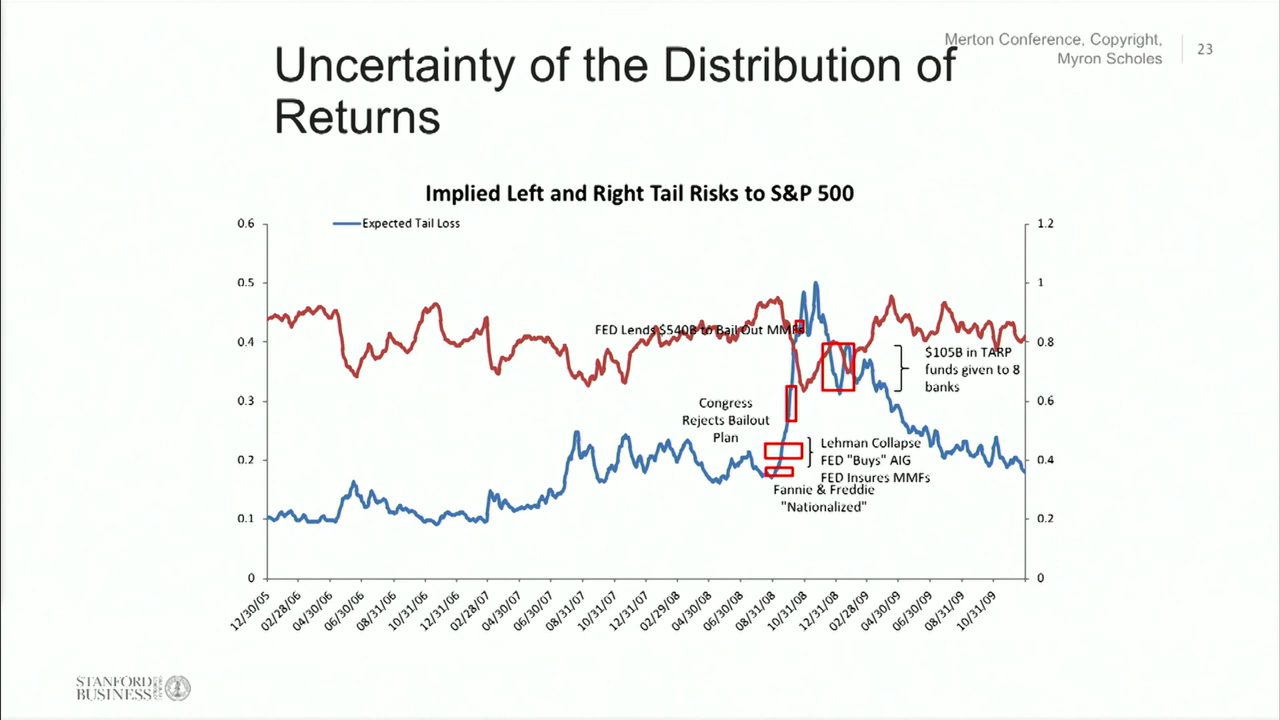 Merton Conference, Copyright,
Myron Scholes
23
Uncertainty of the Distribution of
Returns
Implied Left and Right Tail Risks to S&P 500
Expected Tail Loss
0.6
0.5
0.4
0.3
0.2
0.1
0
1.2
1
0.8
0.6
0.4
0.2
0
FED Lends $540B to Bail Out MMFs
$105B in TARP
funds given to 8
banks
Congress
Rejects Bailout
Plan
Lehman Collapse
FED "Buys" AIG
FED Insures MMFs
Fannie & Freddie
"Nationalized"
12/30/05
02/28/06
04/30/06
06/30/06
08/31/06
10/31/06
12/31/06
02/28/07
04/30/07
06/30/07
08/31/07
10/31/07
12/31/07
02/29/08
04/30/08
06/30/08
08/31/08
10/31/08
12/31/08
02/28/09
04/30/09
06/30/09
08/31/09
10/31/09
STANFORD
BUSINESS